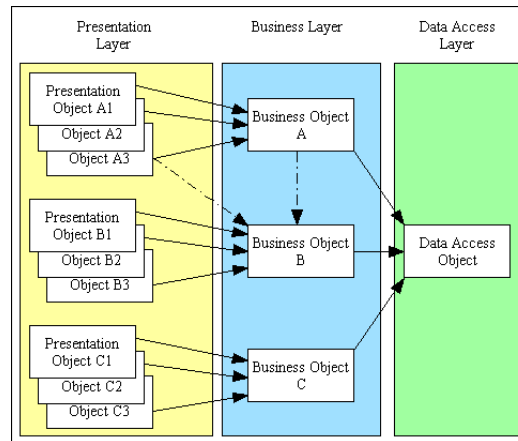 Presentation
Layer
Business Layer
Data Access
Layer
Presentation
Object A1
Object A2
Object A3
Business Object
A
Presentation
Object B1
Object B2
Object B3
Business Object
B
Data Access
Object
Presentation
Object C1
Object C2
Object C3
Business Object
C